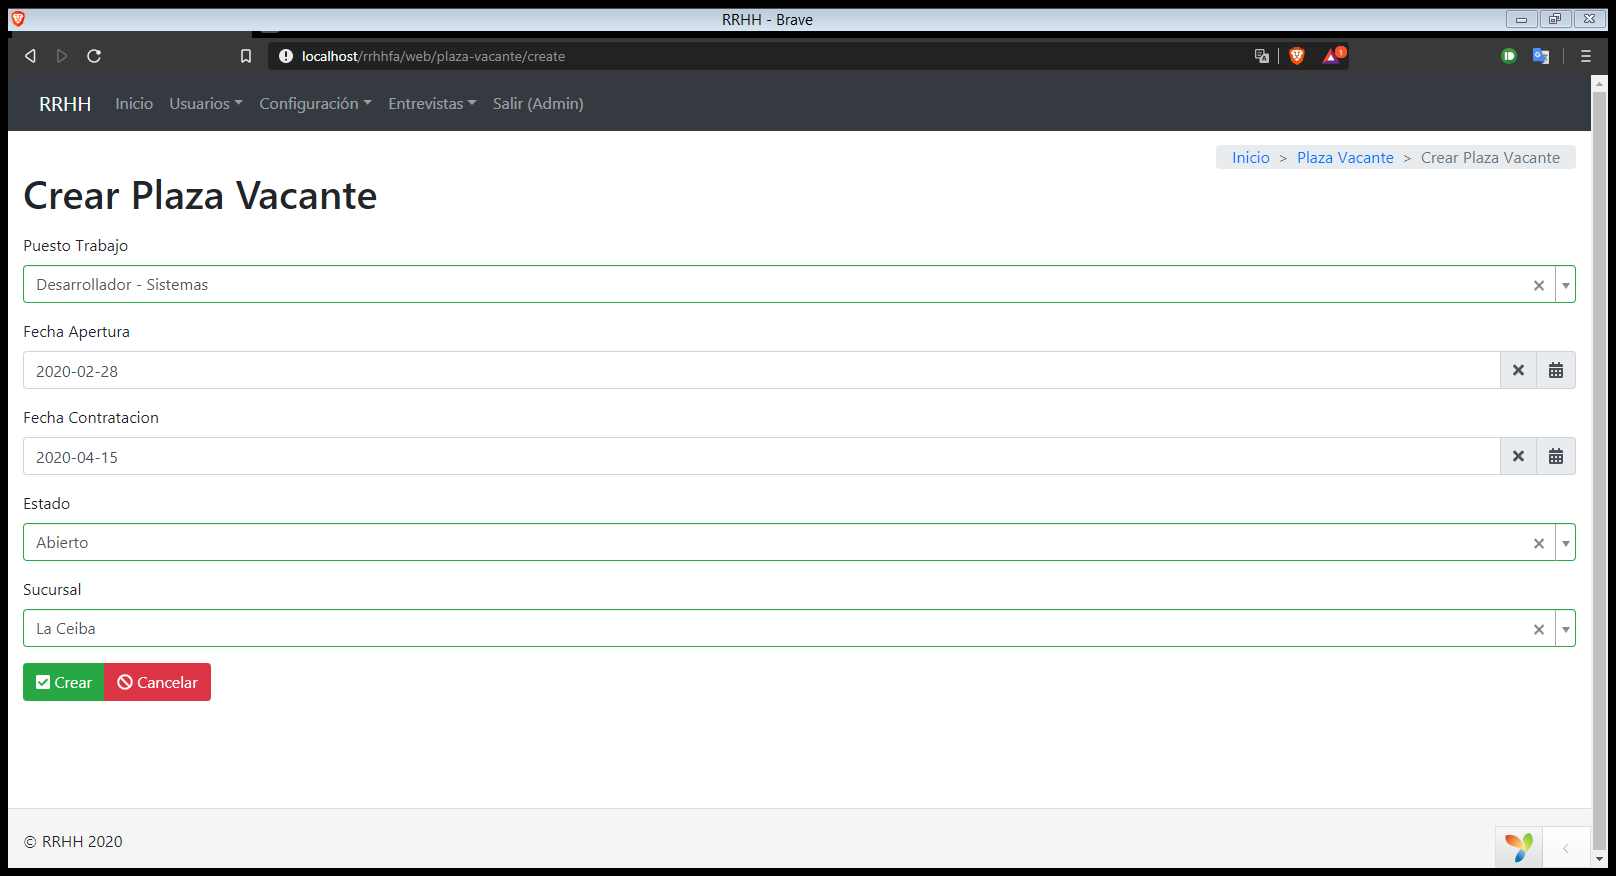 RRHH - Brave
localhost/rrhhfa/web/plaza-vacante/create
1
RRHH Inicio Usuarios Configuración Entrevistas Salir (Admin)
Inicio > Plaza Vacante > Crear Plaza Vacante
Crear Plaza Vacante
Puesto Trabajo
Desarrollador - Sistemas
Fecha Apertura
2020-02-28
Fecha Contratacion
2020-04-15
Estado
Abierto
Sucursal
La Ceiba
Crear Cancelar
© RRHH 2020